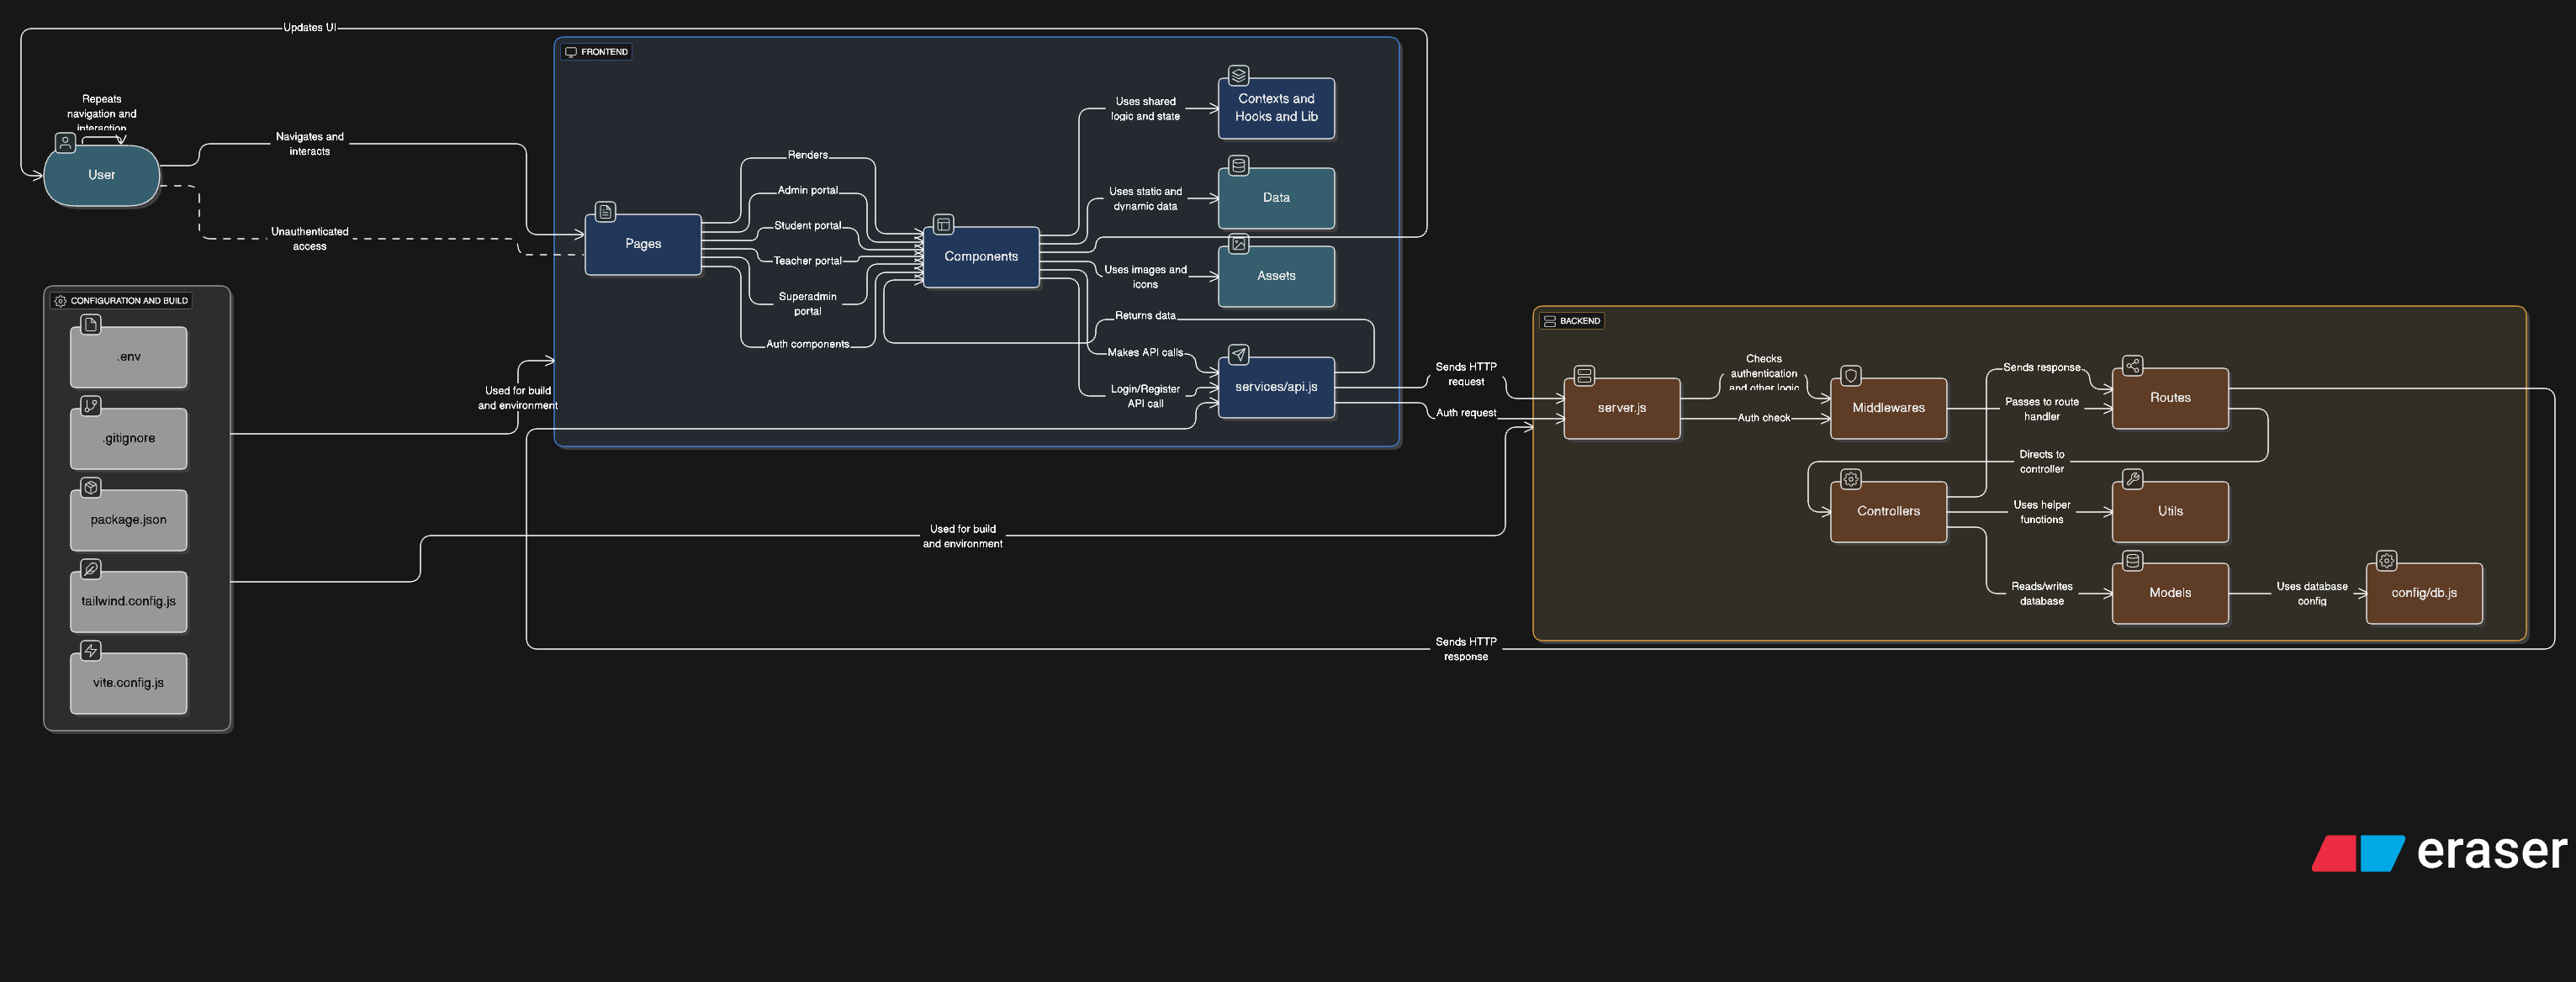 Updates UI
FRONTEND
Repeats
navigation and
interaction
User
Navigates and
interacts
Unauthenticated
access
CONFIGURATION AND BUILD
.env
.gitignore
package.json
tailwind.config.js
vite.config.js
Used for build
and environment
Pages
Renders
Admin portal
Student portal
Teacher portal
Superadmin
portal
Auth components
Components
Uses shared
logic and state
Uses static and
dynamic data
Uses images and
icons
Returns data
Makes API calls
Login/Register
API call
Contexts and
Hooks and Lib
Data
Assets
services/api.js
Sends HTTP
request
Auth request
Used for build
and environment
Sends HTTP
response
BACKEND
server.js
Checks
authentication
and other logic
Auth check
Middlewares
Sends response
Passes to route
handler
Routes
Directs to
controller
Controllers
Uses helper
functions
Utils
Reads/writes
database
Models
Uses database
config
config/db.js
eraser